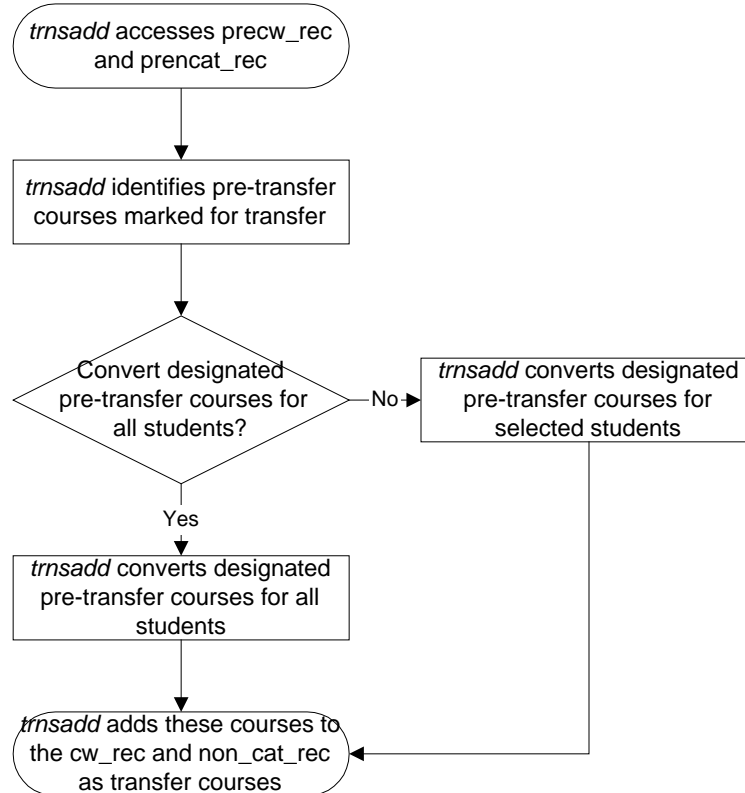 trnsadd accesses precw_rec
and prencat_rec
trnsadd identifies pre-transfer
courses marked for transfer
Convert designated
pre-transfer courses for
all students?
No
trnsadd converts designated
pre-transfer courses for
selected students
Yes
trnsadd converts designated
pre-transfer courses for all
students
trnsadd adds these courses to
the cw_rec and non_cat_rec
as transfer courses